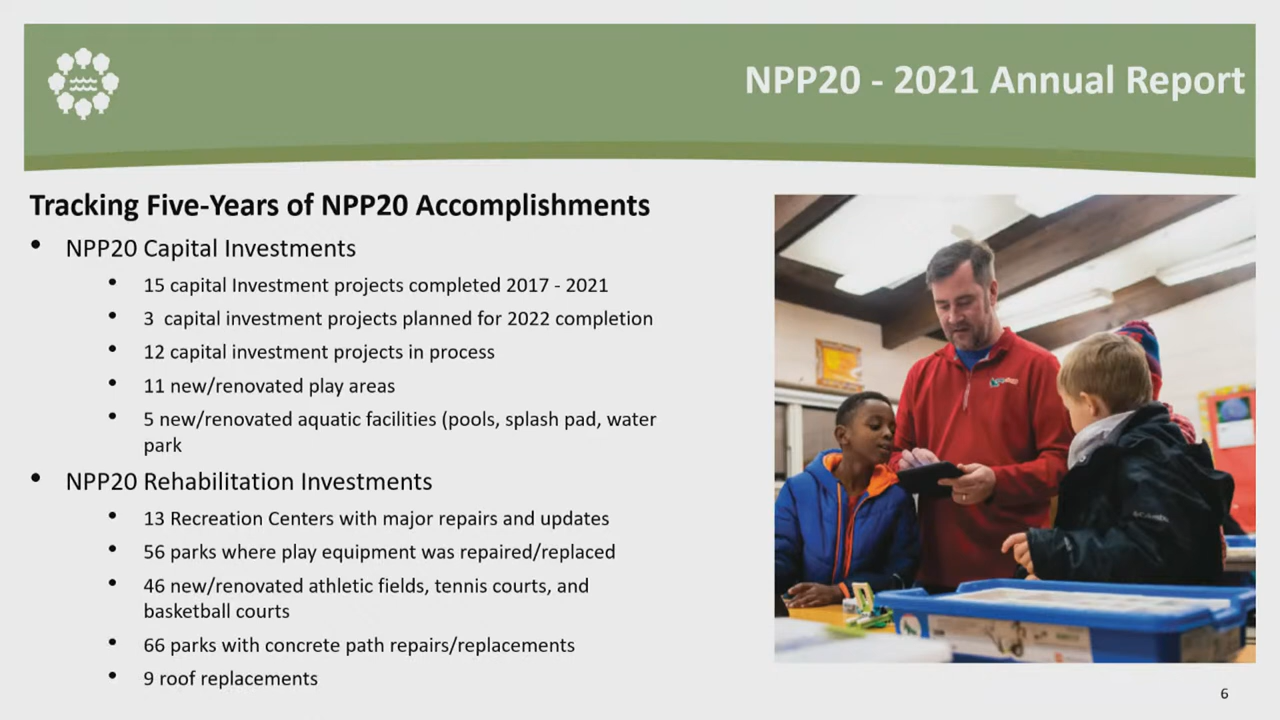 NPP20 - 2021 Annual Report
Tracking Five-Years of NPP20 Accomplishments
• NPP20 Capital Investments
• 15 capital Investment projects completed 2017 - 2021
• 3  capital investment projects planned for 2022 completion
• 12 capital investment projects in process
• 11 new/renovated play areas
• 5 new/renovated aquatic facilities (pools, splash pad, water
park
• NPP20 Rehabilitation Investments
• 13 Recreation Centers with major repairs and updates
• 56 parks where play equipment was repaired/replaced
• 46 new/renovated athletic fields, tennis courts, and
basketball courts
• 66 parks with concrete path repairs/replacements
• 9 roof replacements
6